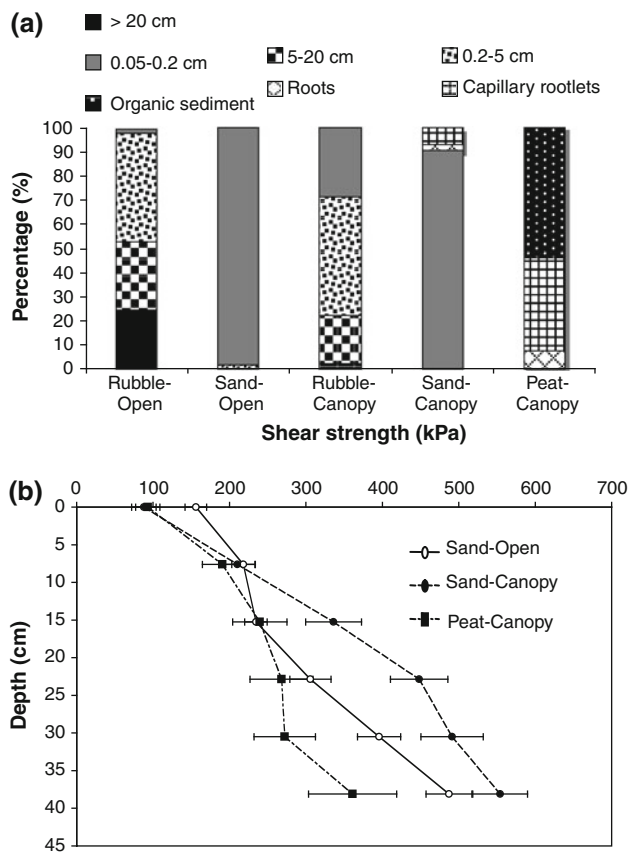 (a)
> 20 cm
0.05-0.2 cm 5-20 cm 0.2-5 cm
Organic sediment Roots Capillary rootlets
Percentage (%)
100
90
80
70
60
50
40
30
20
10
0
Rubble-Open Sand-Open Rubble-Canopy Sand-Canopy Peat-Canopy
Shear strength (kPa)
(b)
0 100 200 300 400 500 600 700
Depth (cm)
0
5
10
15
20
25
30
35
40
45
Sand-Open
Sand-Canopy
Peat-Canopy